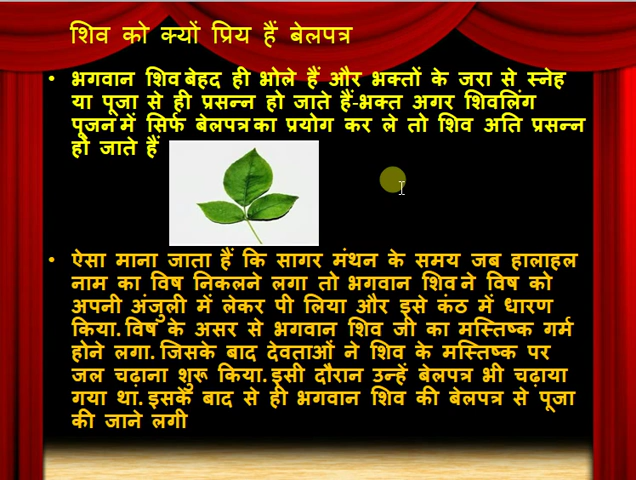 शिव को क्यों प्रिय हैं बेलपत्र
• भगवान शिव बेहद ही भोले हैं और भक्तों के जरा से स्नेह
या पूजा से ही प्रसन्न हो जाते हैं-भक्त अगर शिवलिंग
पूजन में सिर्फ बेलपत्र का प्रयोग कर ले तो शिव अति प्रसन्न
हो जाते हैं
• ऐसा माना जाता हैं कि सागर मंथन के समय जब हालाहल
नाम का विष निकलने लगा तो भगवान शिव ने विष को
अपनी अंजुली में लेकर पी लिया और इसे कंठ में धारण
किया. विष के असर से भगवान शिव जी का मस्तिष्क गर्म
होने लगा. जिसके बाद देवताओं ने शिव के मस्तिष्क पर
जल चढ़ाना शुरू किया. इसी दौरान उन्हें बेलपत्र भी चढ़ाया
गया था. इसके बाद से ही भगवान शिव की बेलपत्र से पूजा
की जाने लगी